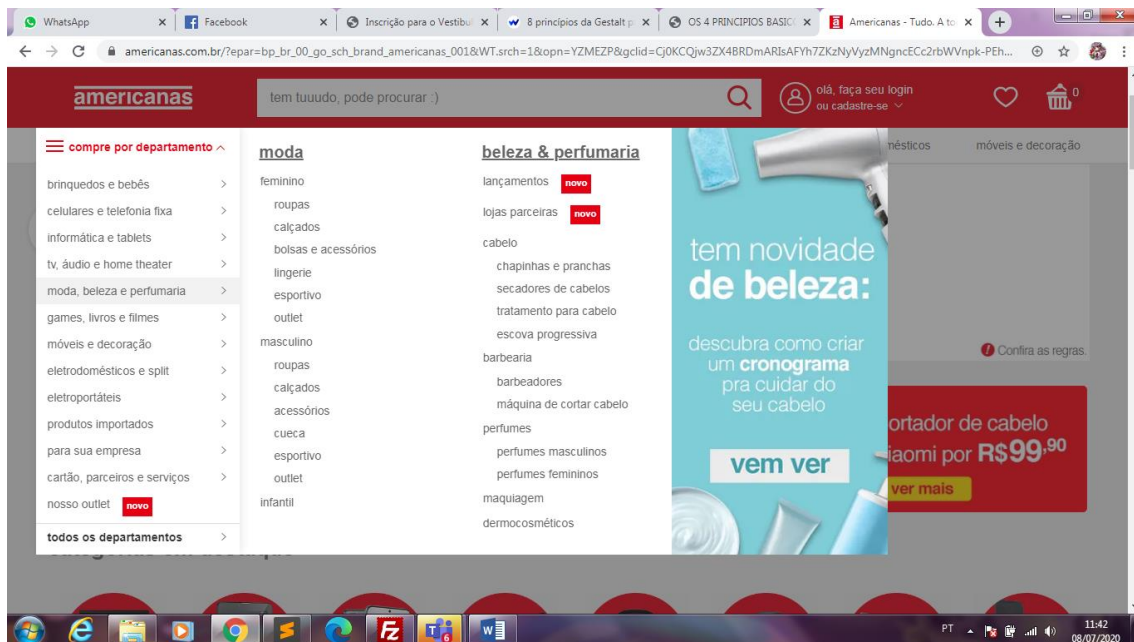 WhatsApp
Facebook
Inscrição para o Vestibul
8 princípios da Gestalt p
OS 4 PRINCIPIOS BASIC
Americanas - Tudo. A to
americanas.com.br/?epar=bp_br_00_go_sch_brand_americanas_001&WT.srch=1&opn=YZMEZP&gclid=Cj0KCQjw3ZX4BRDmARIsAFYh7ZKzNyVyzMNgncECc2rbWVnpk-PEh...
americanas
tem tuuudo, pode procurar :)
olá, faça seu login
ou cadastre-se
0
compre por departamento
brinquedos e bebês
celulares e telefonia fixa
informática e tablets
tv, áudio e home theater
moda, beleza e perfumaria
games, livros e filmes
móveis e decoração
eletrodomésticos e split
eletroportáteis
produtos importados
para sua empresa
cartão, parceiros e serviços
nosso outlet novo
todos os departamentos
moda
feminino
roupas
calçados
bolsas e acessórios
lingerie
esportivo
outlet
masculino
roupas
calçados
acessórios
cueca
esportivo
outlet
infantil
beleza & perfumaria
lançamentos novo
lojas parceiras novo
cabelo
chapinhas e pranchas
secadores de cabelos
tratamento para cabelo
escova progressiva
barbearia
barbeadores
máquina de cortar cabelo
perfumes
perfumes masculinos
perfumes femininos
maquiagem
dermocosméticos
tem novidade
de beleza:
descubra como criar
um cronograma
pra cuidar do
seu cabelo
vem ver
mésticos
móveis e decoração
Confira as regras.
ortador de cabelo
iaomi por R$99,90
ver mais
PT
11:42
08/07/2020